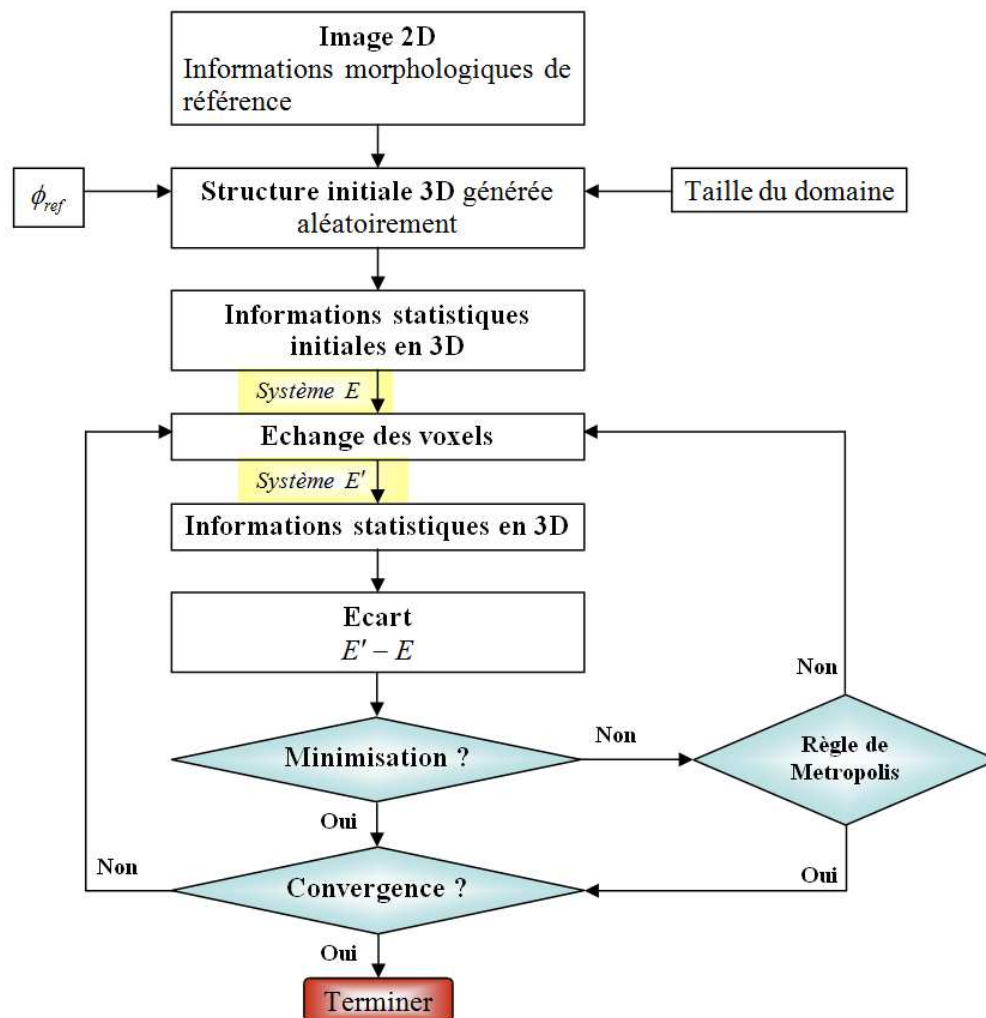 Image 2D
Informations morphologiques de
référence
ϕref
Structure initiale 3D générée
aléatoirement
Taille du domaine
Informations statistiques
initiales en 3D
Système E
Echange des voxels
Système E'
Informations statistiques en 3D
Ecart
E' – E
Non
Minimisation ?
Non
Règle de
Metropolis
Oui
Non
Convergence ?
Oui
Oui
Terminer